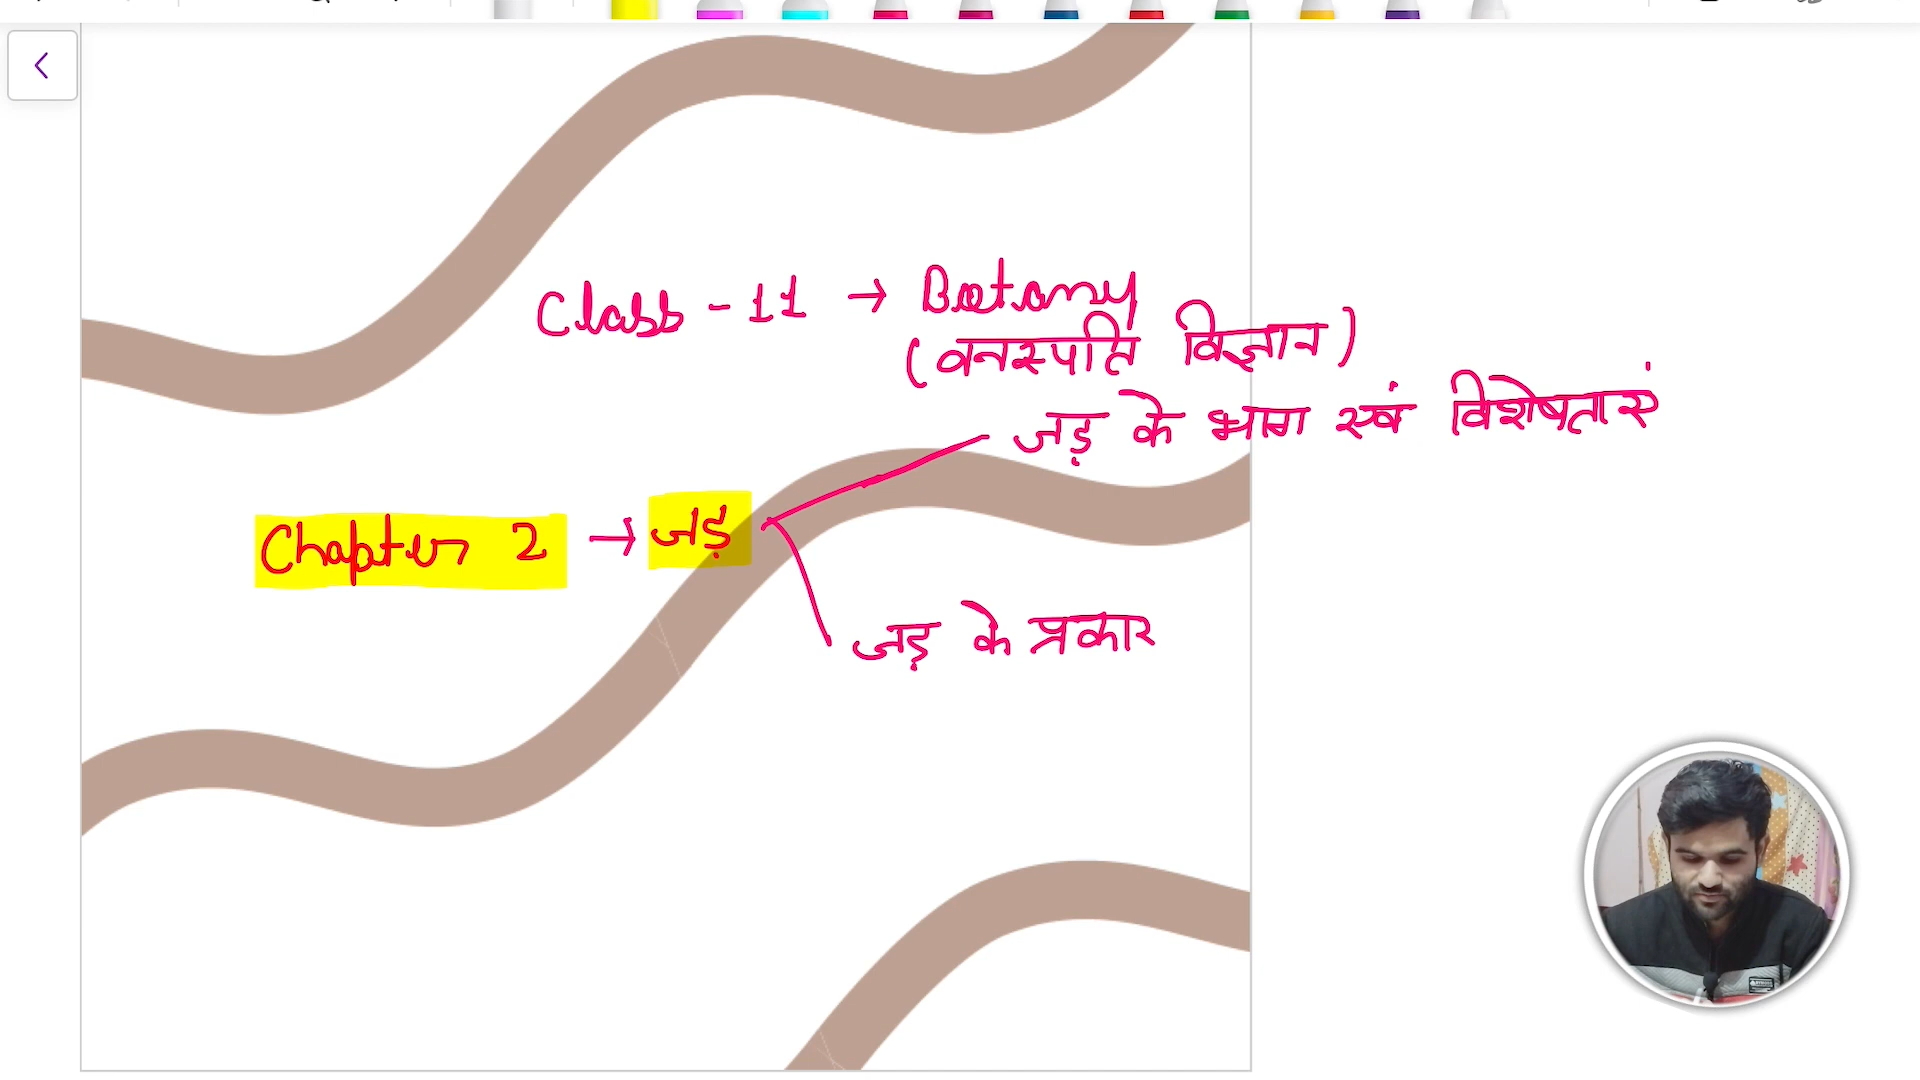 Class - 11 → Botany
(वनस्पति विज्ञान)
जड़ के भाग एवं विशेषताएं
Chapter 2 → जड़
जड़ के प्रकार